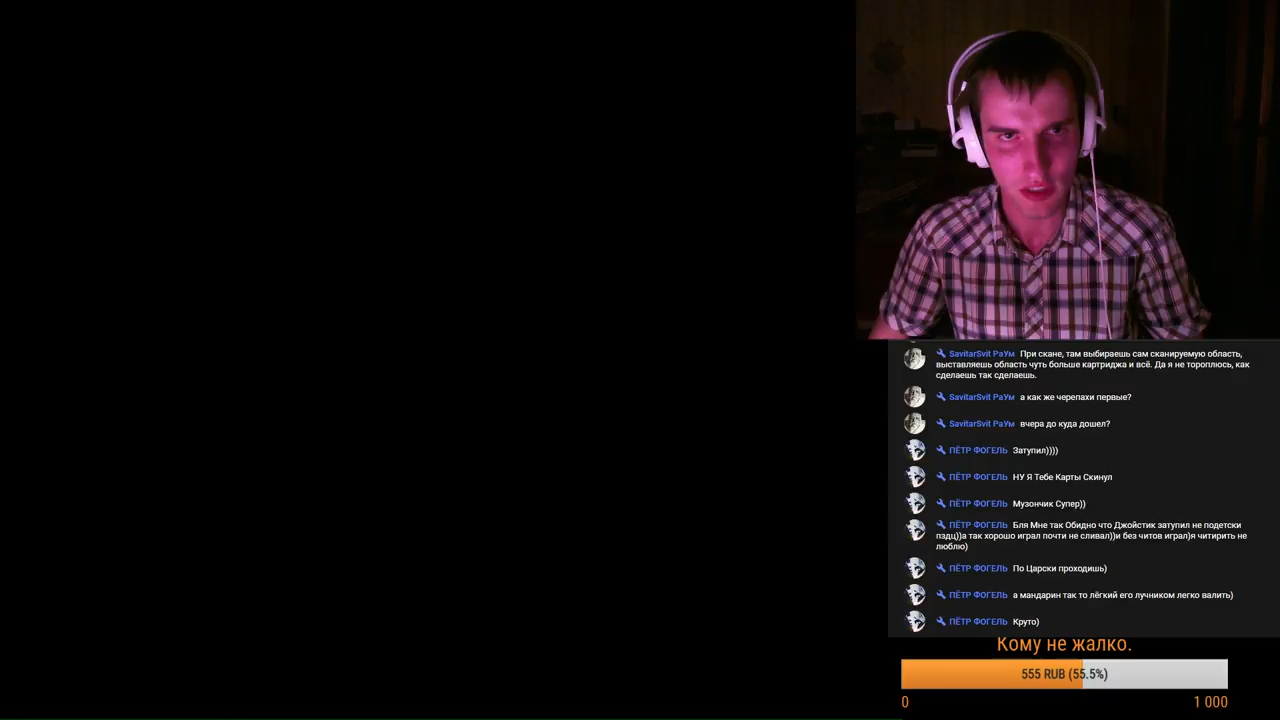 SavitarSvit РаУм При скане, там выбираешь сам сканируемую область,
выставляешь область чуть больше картриджа и всё. Да я не тороплюсь, как
сделаешь так сделаешь.
SavitarSvit РаУм а как же черепахи первые?
SavitarSvit РаУм вчера до куда дошел?
ПЁТР ФОГЕЛЬ Затупил))))
ПЁТР ФОГЕЛЬ НУ Я Тебе Карты Скинул
ПЁТР ФОГЕЛЬ Музончик Супер))
ПЁТР ФОГЕЛЬ Бля Мне так Обидно что Джойстик затупил не подетски
пздц))а так хорошо играл почти не сливал))и без читов играл)я читирить не
люблю)
ПЁТР ФОГЕЛЬ По Царски проходишь)
ПЁТР ФОГЕЛЬ а мандарин так то лёгкий его лучником легко валить)
ПЁТР ФОГЕЛЬ Круто)
Кому не жалко.
555 RUB (55.5%)
0 1 000